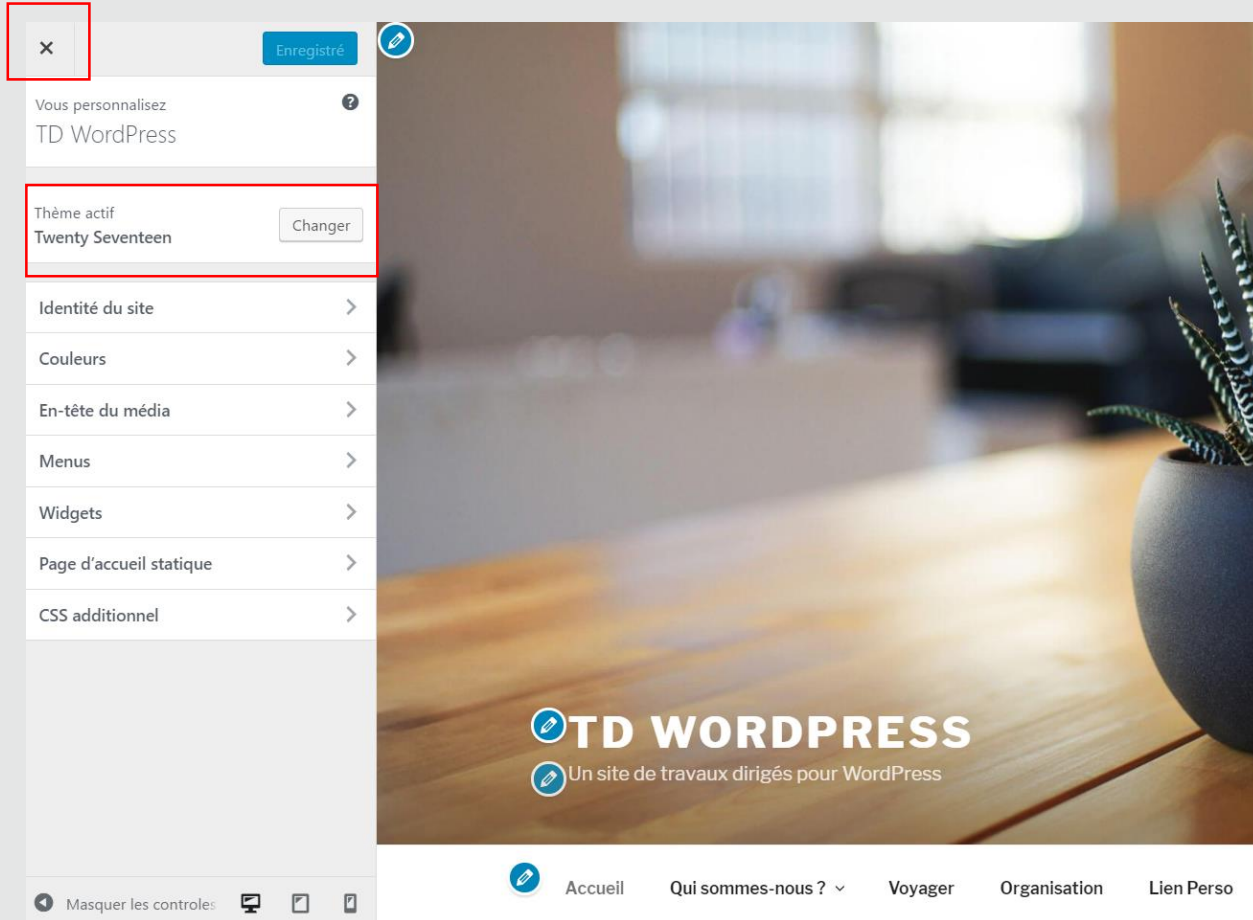 Enregistré
Vous personnalisez
TD WordPress
Thème actif
Twenty Seventeen
Changer
Identité du site
Couleurs
En-tête du média
Menus
Widgets
Page d'accueil statique
CSS additionnel
Masquer les controles
TD WORDPRESS
Un site de travaux dirigés pour WordPress
Accueil Qui sommes-nous ? Voyager Organisation Lien Perso